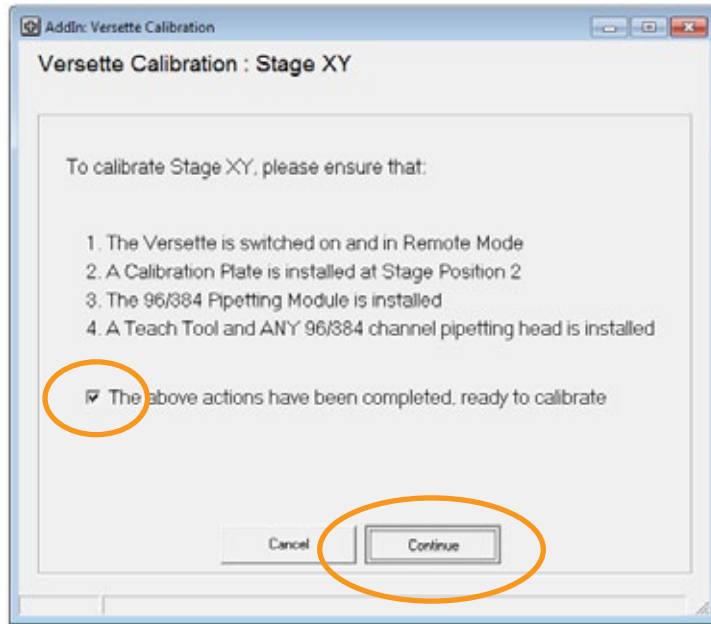 AddIn: Versette Calibration
Versette Calibration : Stage XY
To calibrate Stage XY, please ensure that:
1. The Versette is switched on and in Remote Mode
2. A Calibration Plate is installed at Stage Position 2
3. The 96/384 Pipetting Module is installed
4. A Teach Tool and ANY 96/384 channel pipetting head is installed
The above actions have been completed, ready to calibrate
Cancel Continue